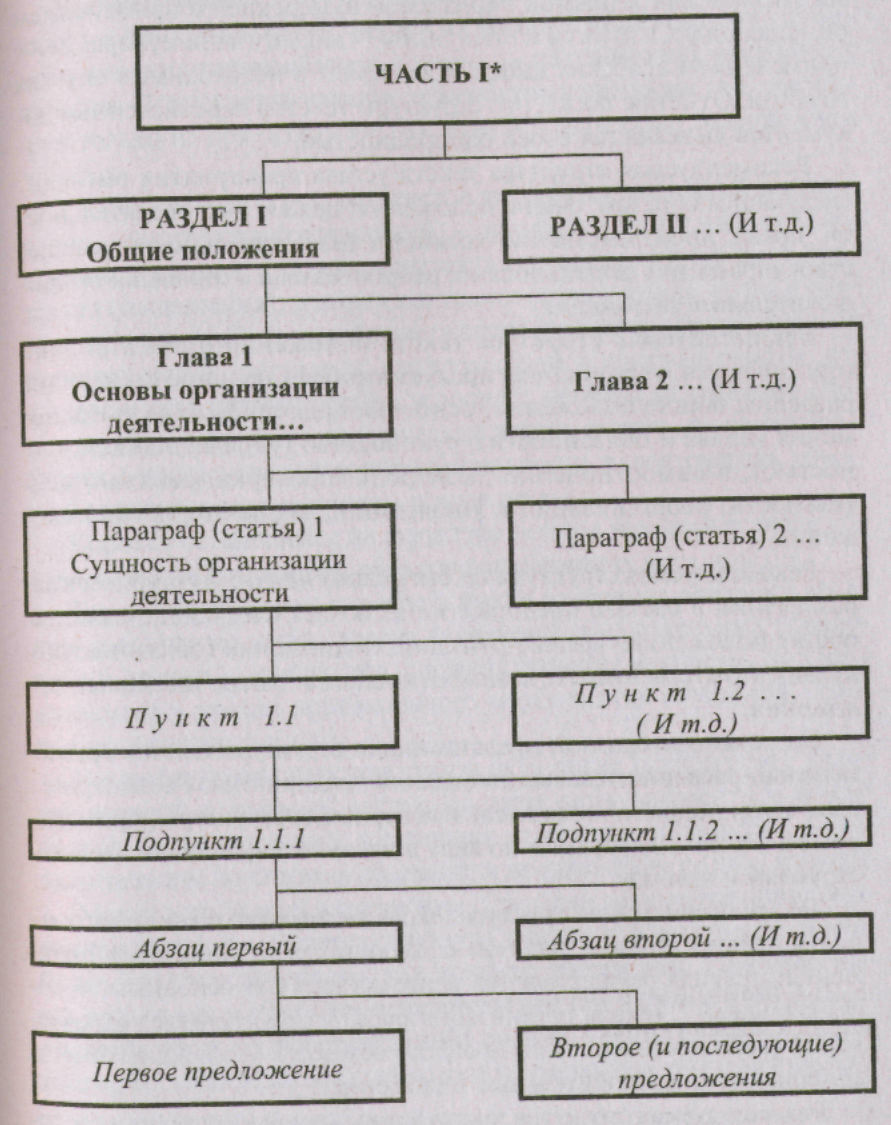 ЧАСТЬ I*
РАЗДЕЛ I
Общие положения
РАЗДЕЛ II … (И т.д.)
Глава 1
Основы организации
деятельности…
Глава 2 … (И т.д.)
Параграф (статья) 1
Сущность организации
деятельности
Параграф (статья) 2 …
(И т.д.)
Пункт 1.1
Пункт 1.2 ….
( И т.д.)
Подпункт 1.1.1
Подпункт 1.1.2 … (И т.д.)
Абзац первый
Абзац второй … (И т.д.)
Первое предложение
Второе (и последующие)
предложения